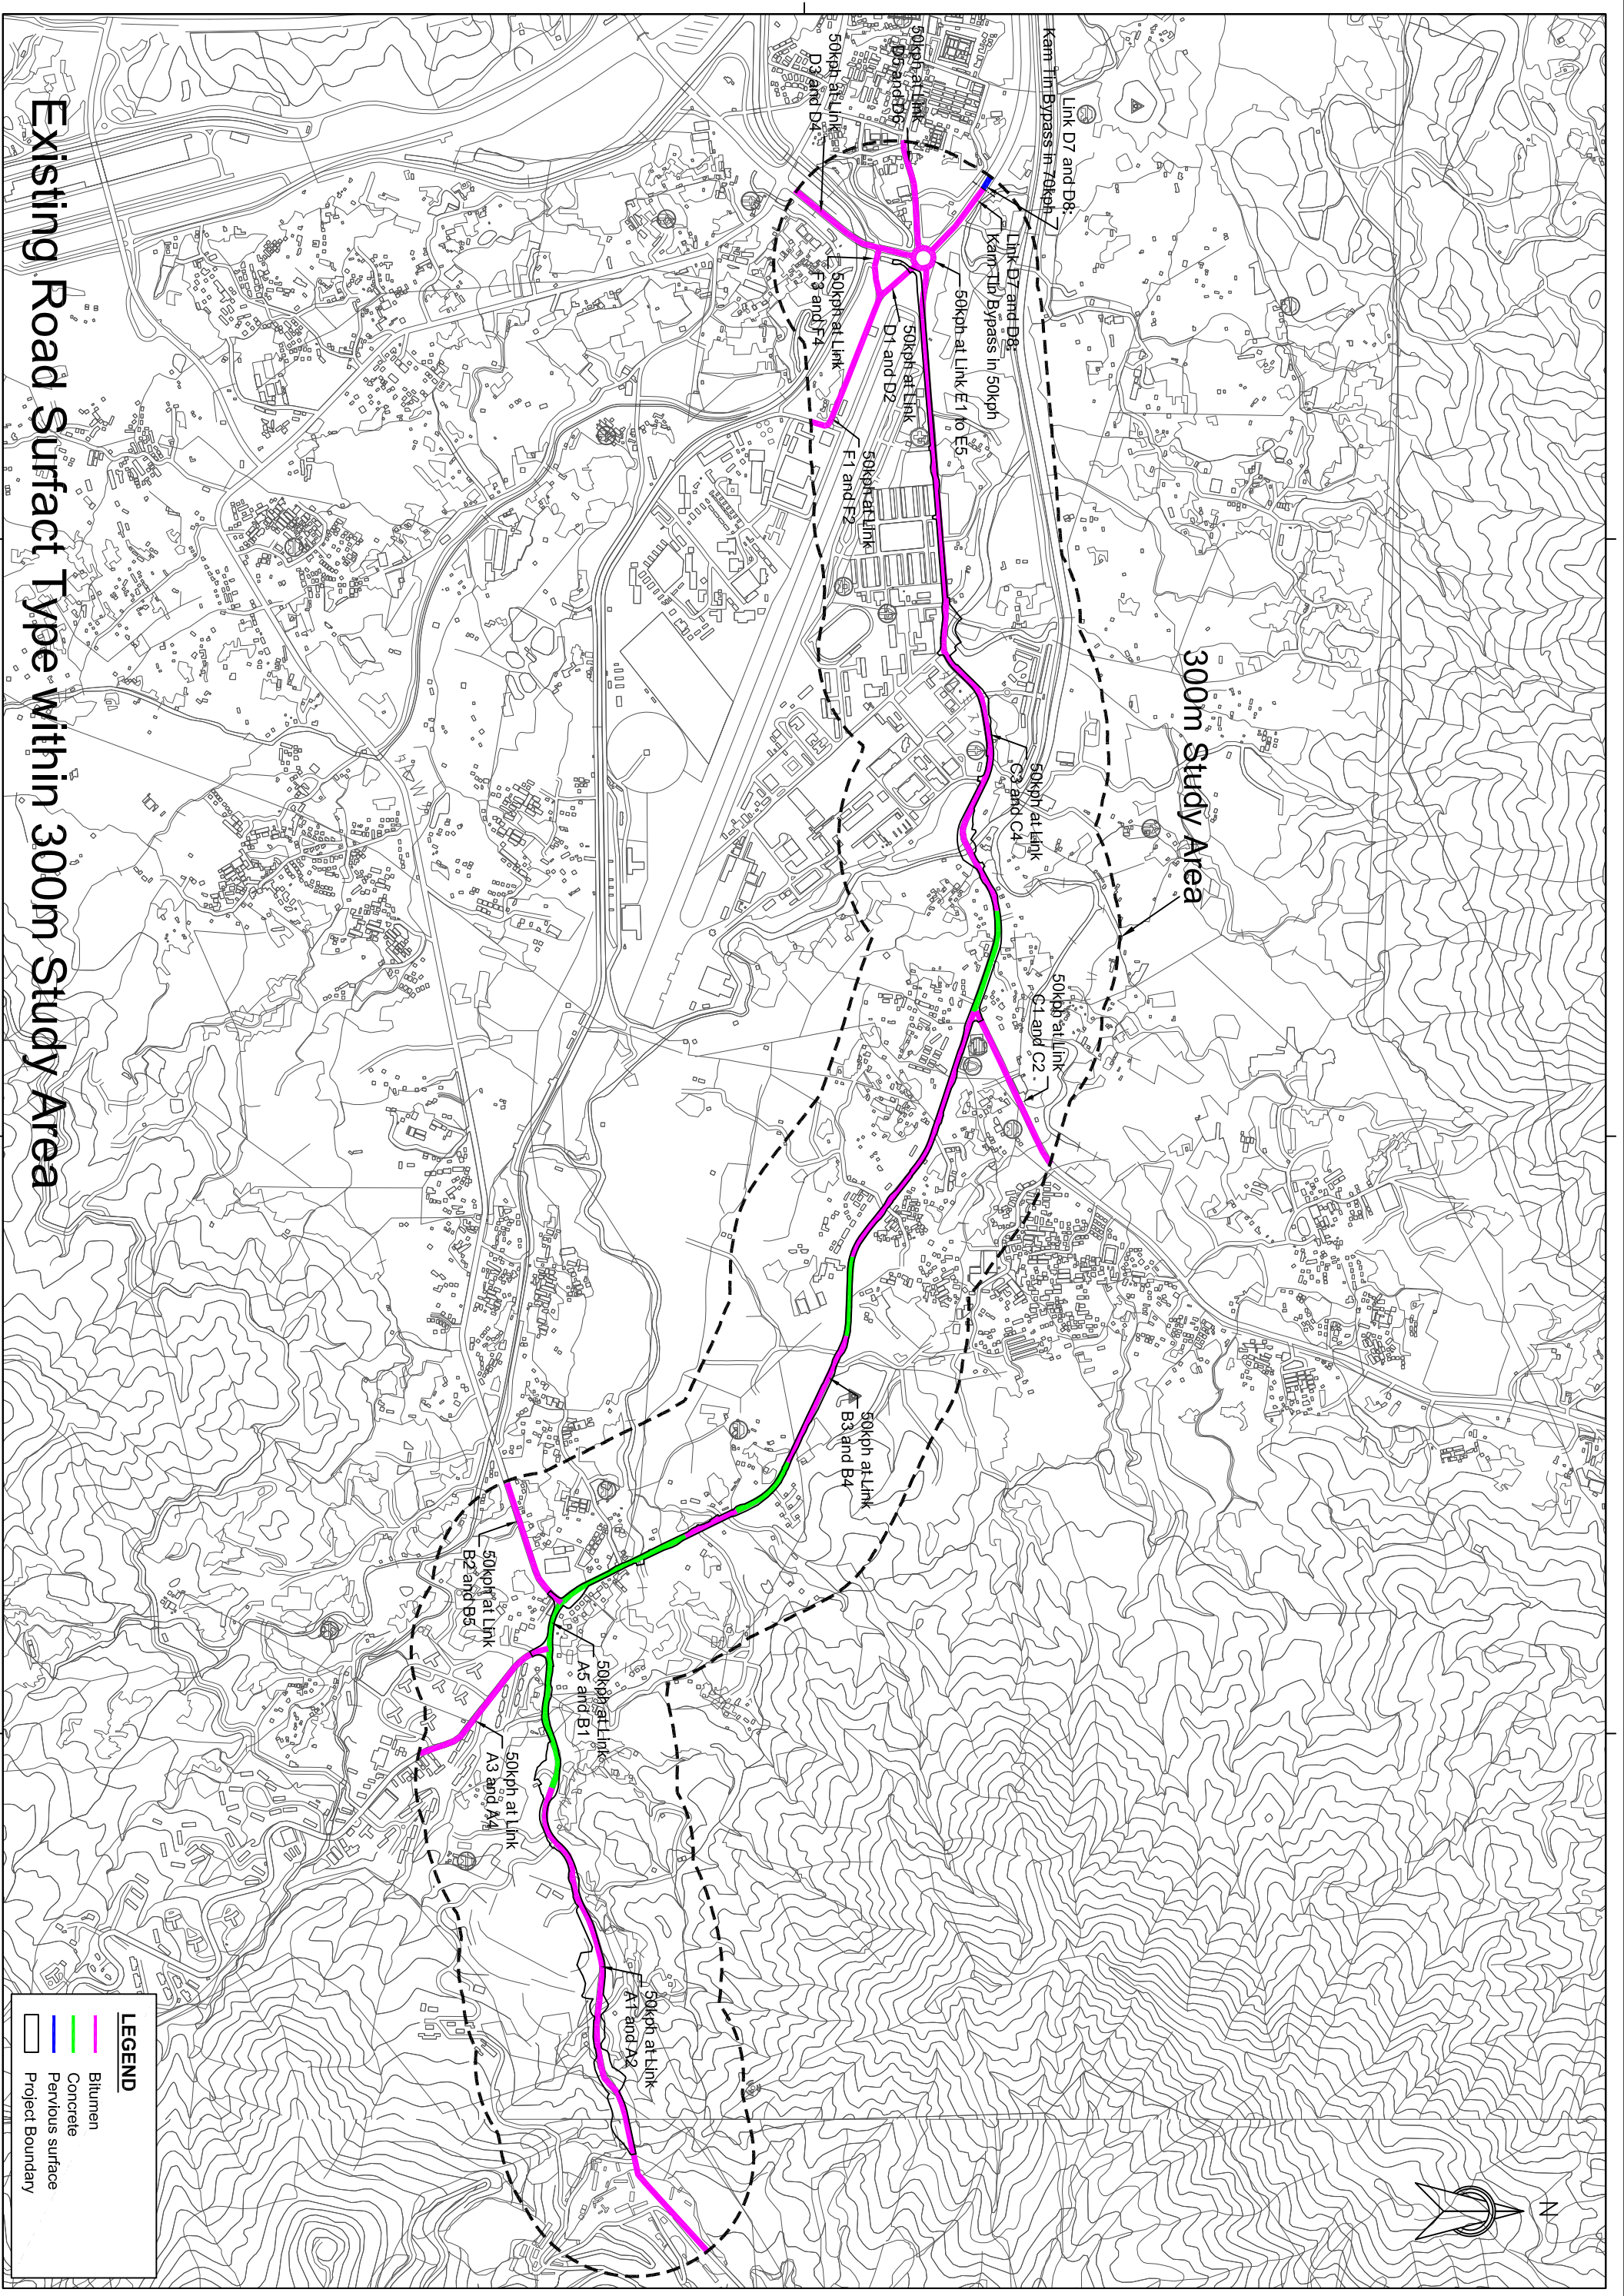 Link D7 and D8:
Kam Tin Bypass in 70kph
50kph at Link
D5 and D6
50kph at Link
D3 and D4
Link D7 and D8:
Kam Tin Bypass in 50kph
50kph at Link E1 to E5
50kph at Link
D1 and D2
50kph at Link
F3 and F4
50kph at Link
F1 and F2
300m Study Area
50kph at Link
C3 and C4
50kph at Link
C1 and C2
50kph at Link
B3 and B4
50kph at Link
B2 and B5
50kph at Link
A5 and B1
50kph at Link
A3 and A4
50kph at Link
A1 and A2
N
LEGEND
Bitumen
Concrete
Pervious surface
Project Boundary
Existing Road Surfact Type within 300m Study Area